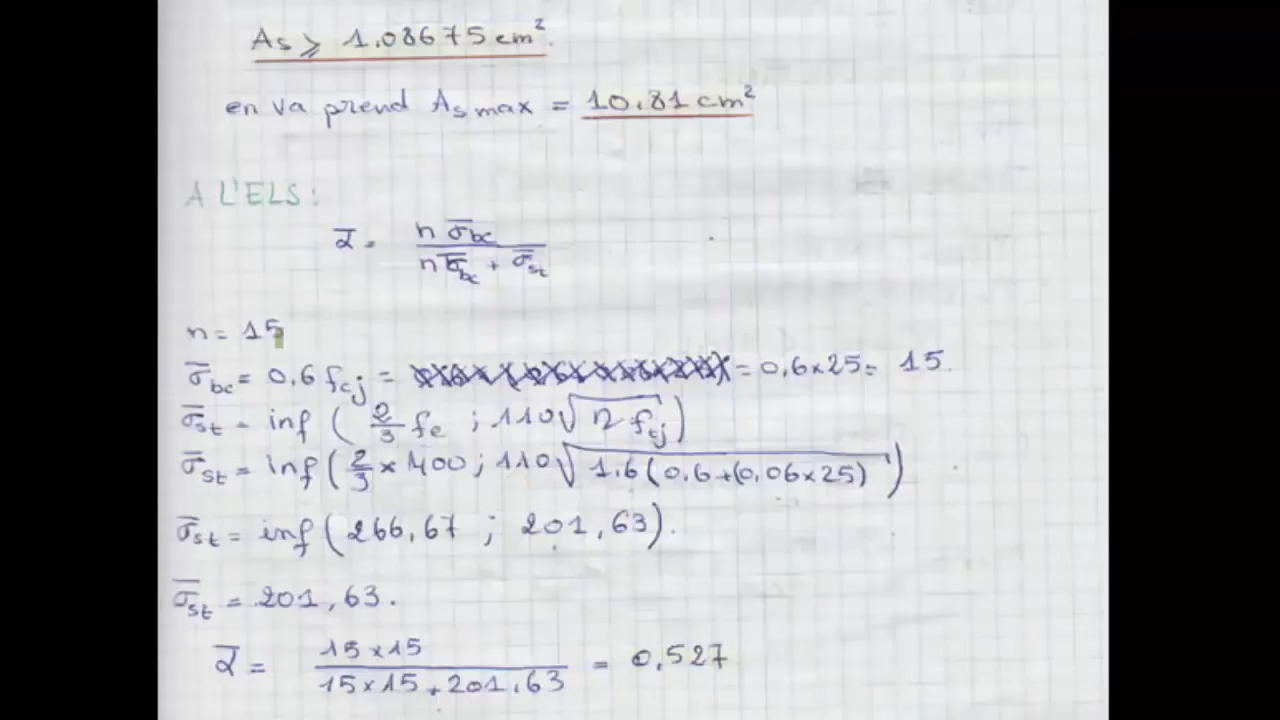 As ⩾ 1.08675 cm².
en va prend As max = 10.81 cm²
A L'ELS :
ᾱ = n σ̄bc / (n σ̄bc + σ̄st)
n = 15
σ̄bc = 0,6 fcj = = 0,6 × 25 = 15.
σ̄st = inf ( 2/3 fe ; 110 √(η ftj) )
σ̄st = inf ( 2/3 × 400 ; 110 √(1.6 (0,6 + (0,06 × 25) ) )
σ̄st = inf ( 266,67 ; 201,63 ).
σ̄st = 201,63.
ᾱ = 15 × 15 / (15 × 15 + 201,63) = 0,527